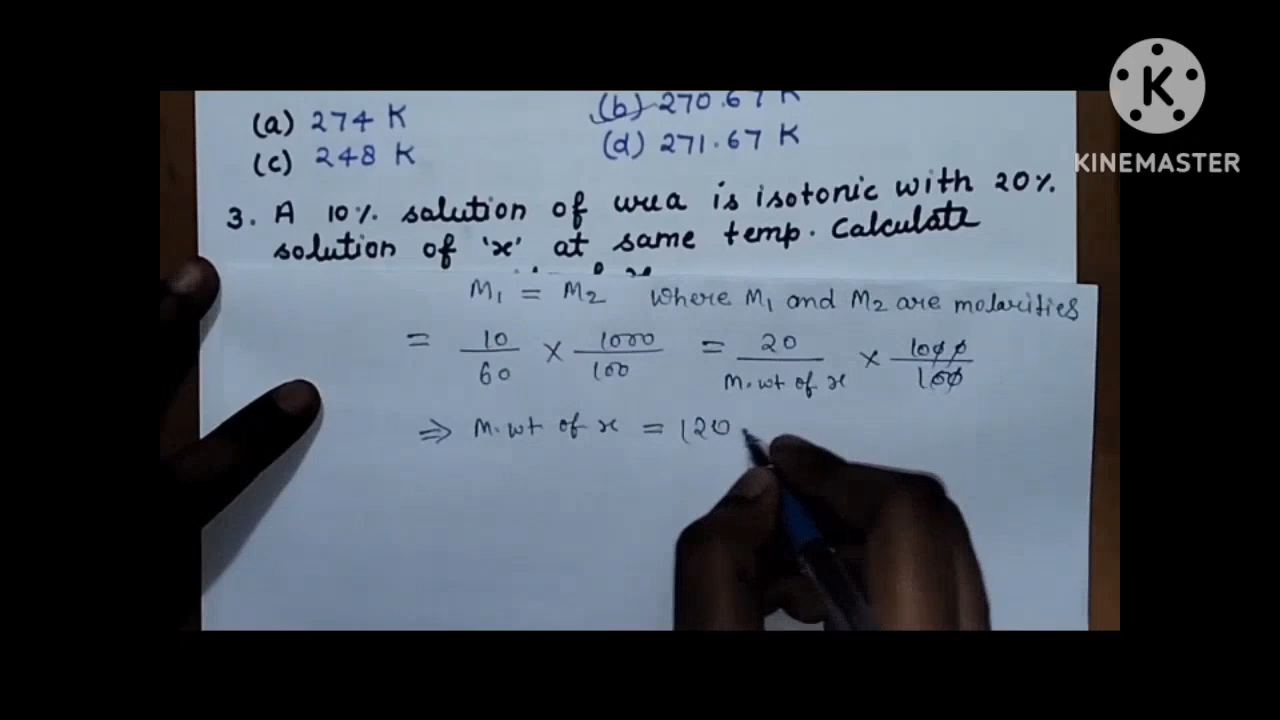 (a) 274 K
(b) 270.67 K
(c) 248 K
(d) 271.67 K
3. A 10% solution of urea is isotonic with 20%
solution of 'x' at same temp. Calculate
M1 = M2 where M1 and M2 are molarities
= 10/60 × 1000/100 = 20/M.wt of x × 1000/100
⇒ M.wt of x = 120
K
KINEMASTER